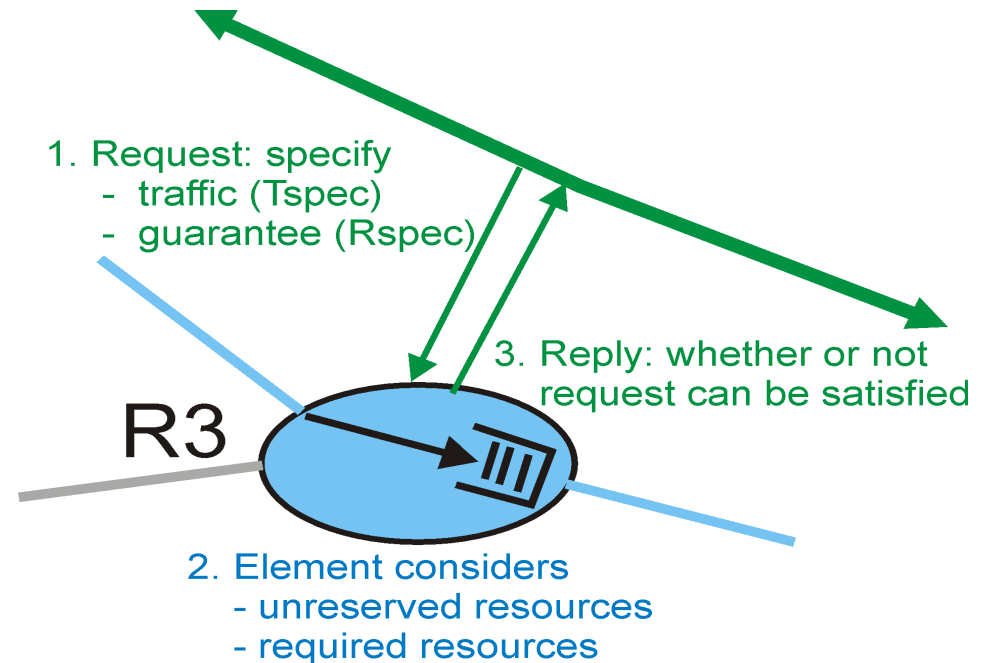 1. Request: specify
- traffic (Tspec)
- guarantee (Rspec)
3. Reply: whether or not
request can be satisfied
R3
2. Element considers
- unreserved resources
- required resources